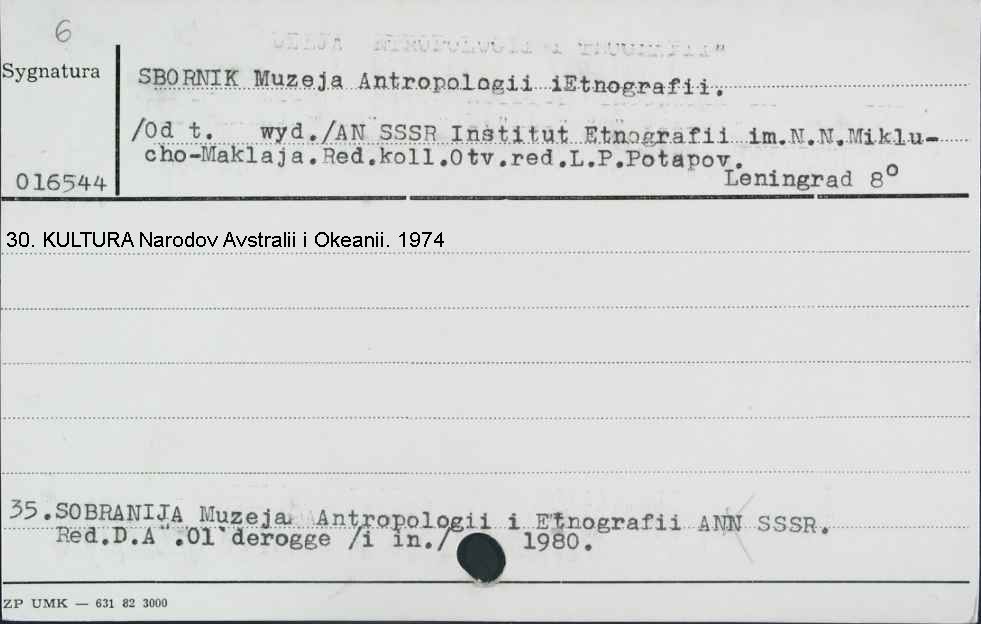 6
Sygnatura
SBORNIK Muzeja Antropologii iEtnografii.
/Od t. wyd./AN SSSR Institut Etnografii im.N.N.Miklu-
cho-Maklaja.Red.koll.Otv.red.L.P.Potapov.
016544
Leningrad 8°
30. KULTURA Narodov Avstralii i Okeanii. 1974
35.SOBRANIJA Muzeja Antropologii i Etnografii ANN SSSR.
Red.D.A".Ol'derogge /i in./ 1980.
ZP UMK — 631 82 3000